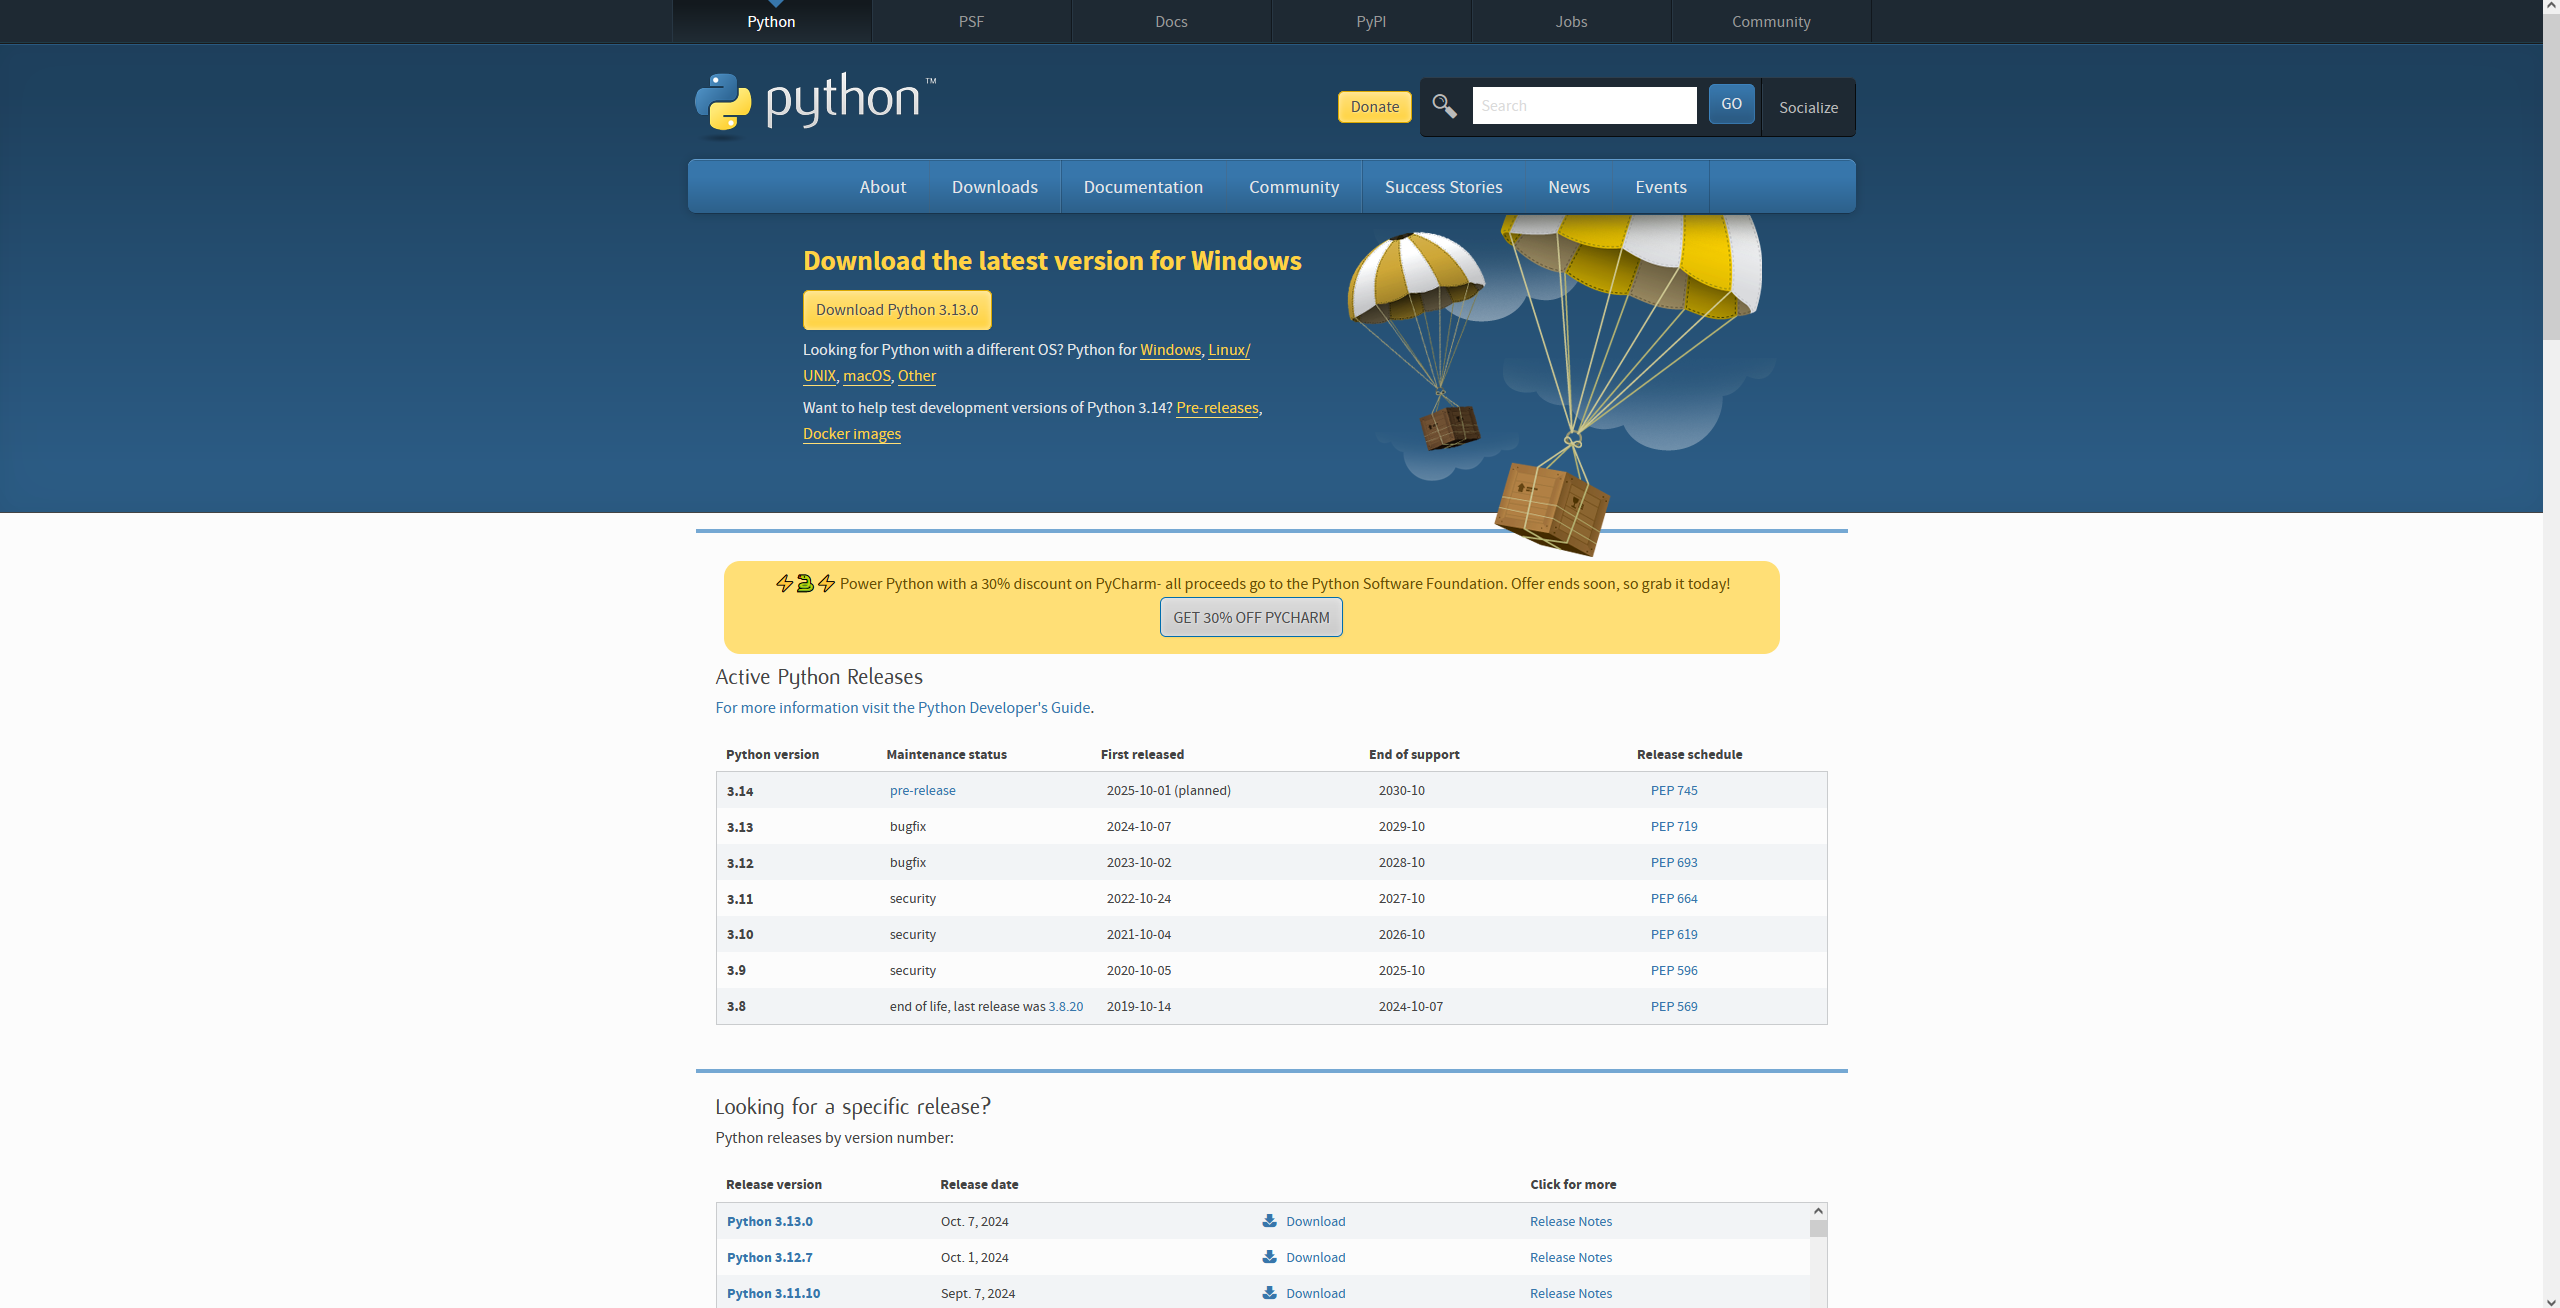 Python PSF Docs PyPI Jobs Community
python™
Donate Search GO Socialize
About Downloads Documentation Community Success Stories News Events
Download the latest version for Windows
Download Python 3.13.0
Looking for Python with a different OS? Python for Windows, Linux/
UNIX, macOS, Other
Want to help test development versions of Python 3.14? Pre-releases,
Docker images
Power Python with a 30% discount on PyCharm- all proceeds go to the Python Software Foundation. Offer ends soon, so grab it today!
GET 30% OFF PYCHARM
Active Python Releases
For more information visit the Python Developer's Guide.
Python version Maintenance status First released End of support Release schedule
3.14 pre-release 2025-10-01 (planned) 2030-10 PEP 745
3.13 bugfix 2024-10-07 2029-10 PEP 719
3.12 bugfix 2023-10-02 2028-10 PEP 693
3.11 security 2022-10-24 2027-10 PEP 664
3.10 security 2021-10-04 2026-10 PEP 619
3.9 security 2020-10-05 2025-10 PEP 596
3.8 end of life, last release was 3.8.20 2019-10-14 2024-10-07 PEP 569
Looking for a specific release?
Python releases by version number:
Release version Release date Click for more
Python 3.13.0 Oct. 7, 2024 Download Release Notes
Python 3.12.7 Oct. 1, 2024 Download Release Notes
Python 3.11.10 Sept. 7, 2024 Download Release Notes